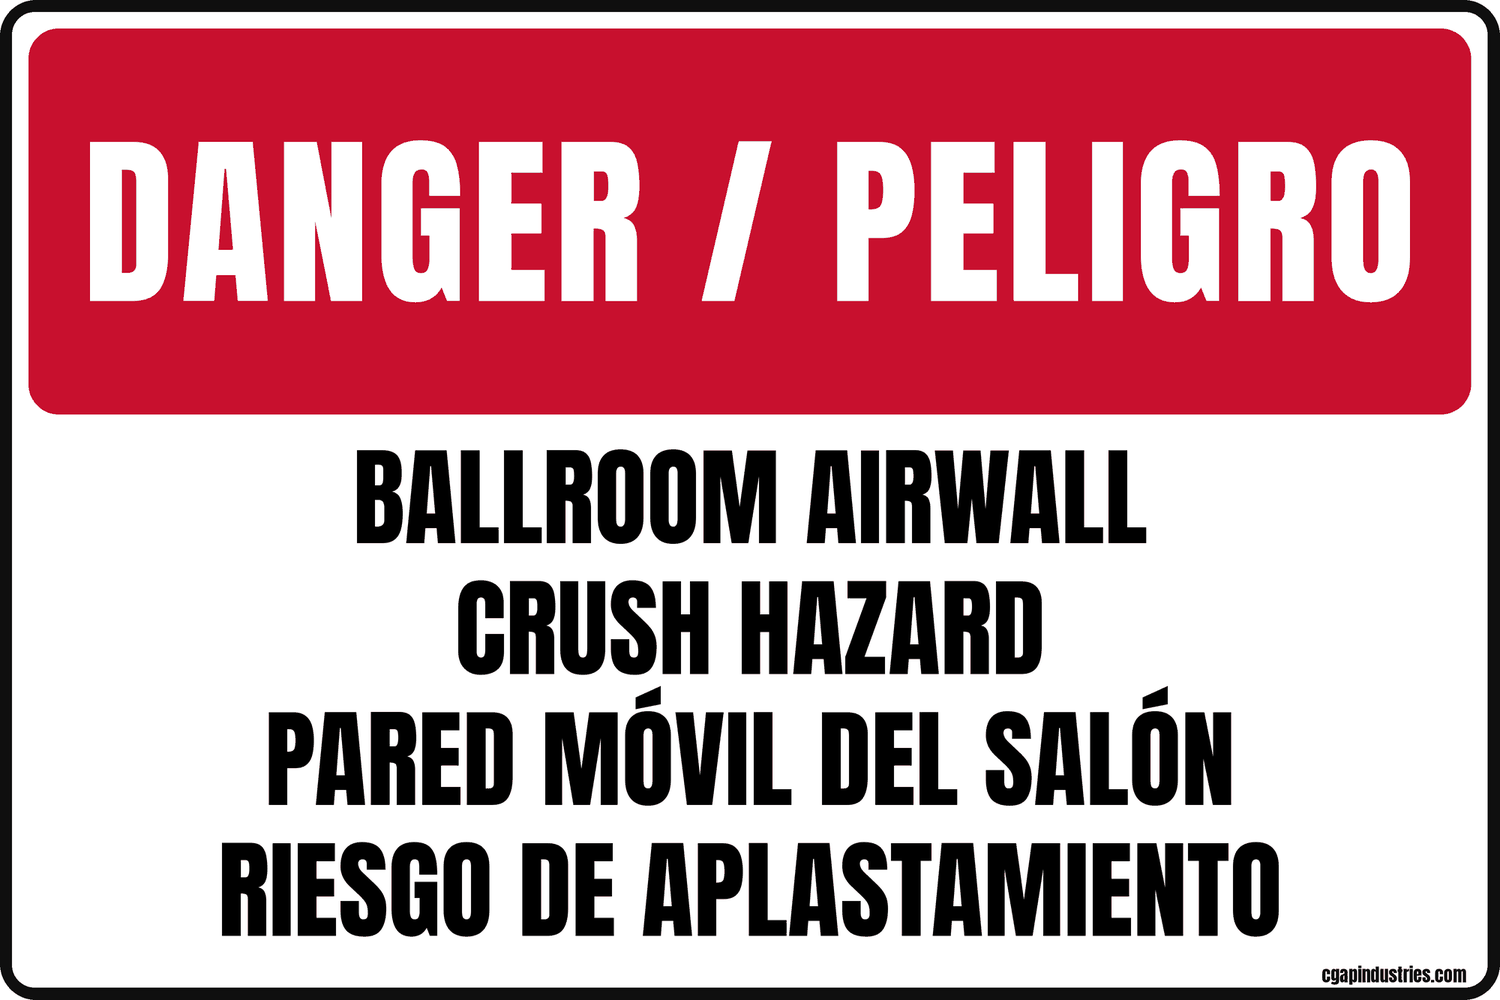 DANGER / PELIGRO
BALLROOM AIRWALL
CRUSH HAZARD
PARED MÓVIL DEL SALÓN
RIESGO DE APLASTAMIENTO
cgapindustries.com